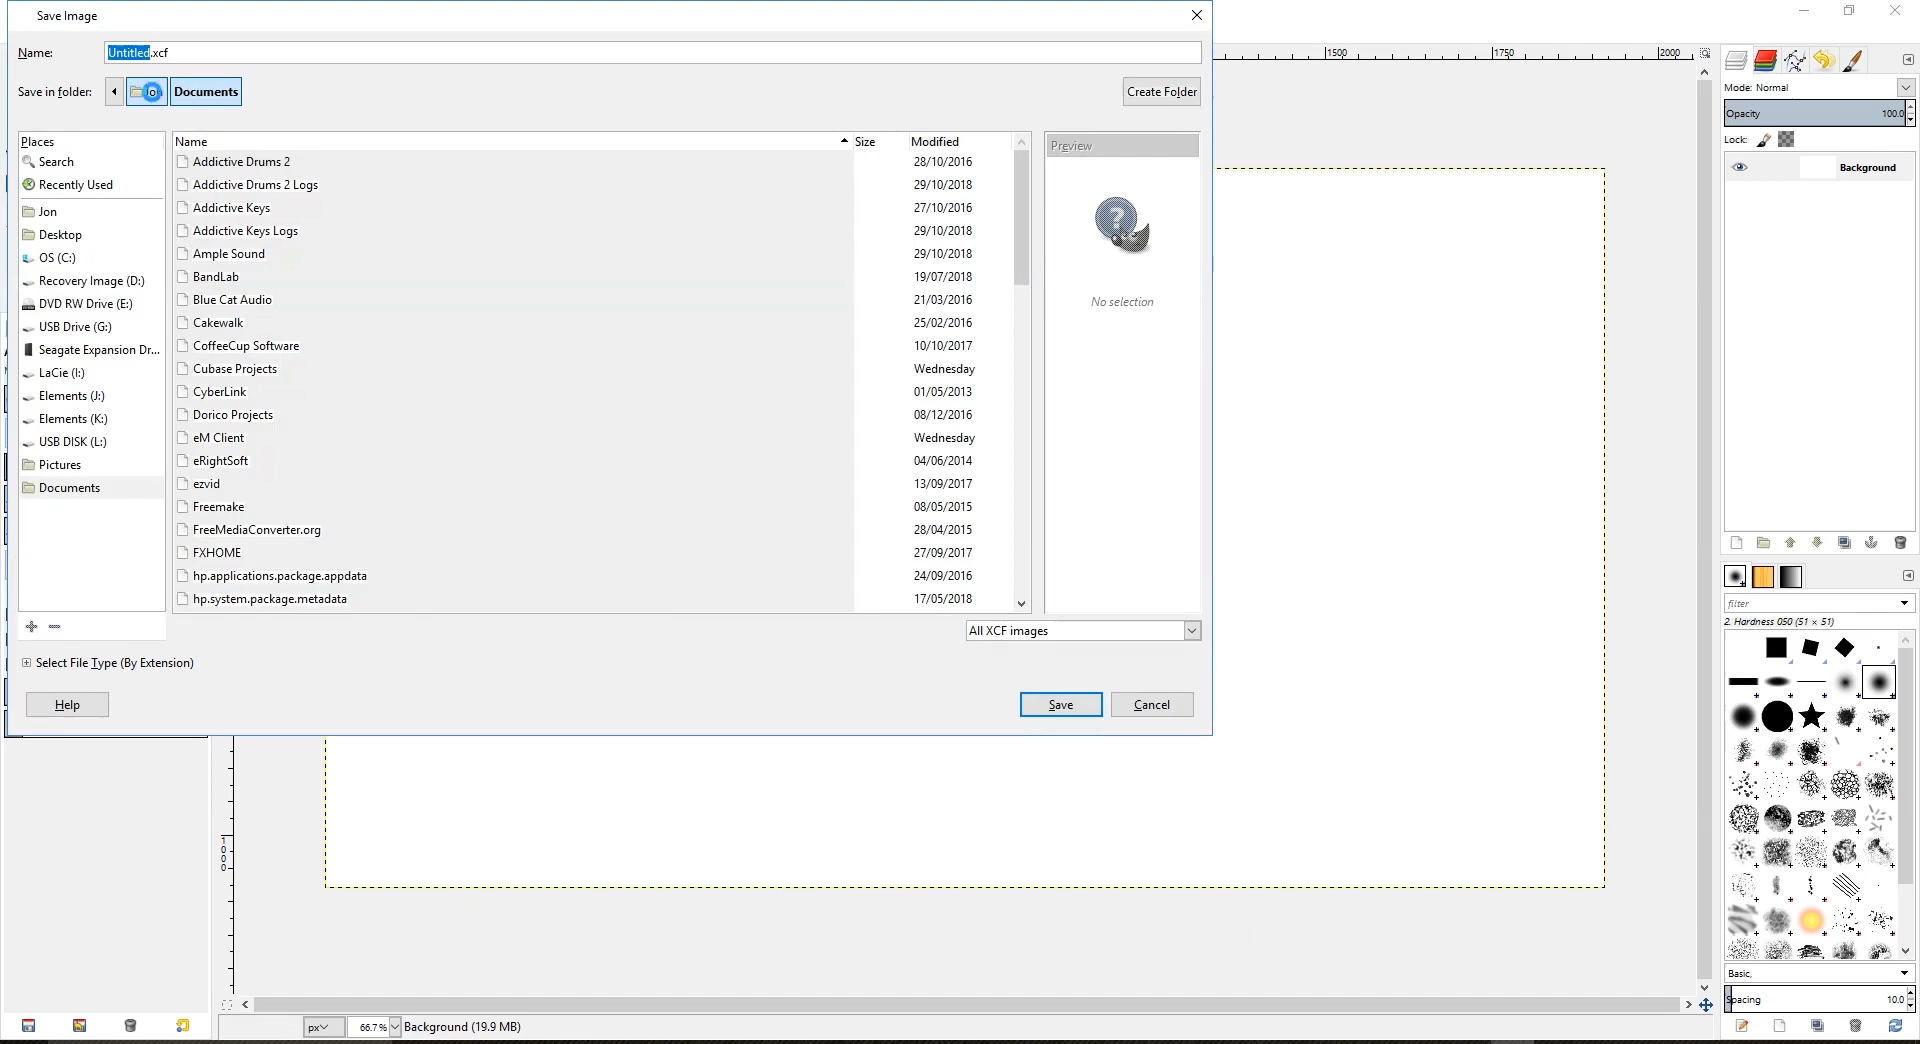 Save Image
Name: Untitled.xcf
Save in folder: Jon Documents Create Folder
Places
Search
Recently Used
Jon
Desktop
OS (C:)
Recovery Image (D:)
DVD RW Drive (E:)
USB Drive (G:)
Seagate Expansion Dr...
LaCie (I:)
Elements (J:)
Elements (K:)
USB DISK (L:)
Pictures
Documents
Name Size Modified
Addictive Drums 2 28/10/2016
Addictive Drums 2 Logs 29/10/2018
Addictive Keys 27/10/2016
Addictive Keys Logs 29/10/2018
Ample Sound 29/10/2018
BandLab 19/07/2018
Blue Cat Audio 21/03/2016
Cakewalk 25/02/2016
CoffeeCup Software 10/10/2017
Cubase Projects Wednesday
CyberLink 01/05/2013
Dorico Projects 08/12/2016
eM Client Wednesday
eRightSoft 04/06/2014
ezvid 13/09/2017
Freemake 08/05/2015
FreeMediaConverter.org 28/04/2015
FXHOME 27/09/2017
hp.applications.package.appdata 24/09/2016
hp.system.package.metadata 17/05/2018
Preview
No selection
All XCF images
Select File Type (By Extension)
Help Save Cancel
1500 1750 2000
1000
px 66.7 % Background (19.9 MB)
Mode: Normal
Opacity 100.0
Lock:
Background
filter
2. Hardness 050 (51 × 51)
Basic,
Spacing 10.0